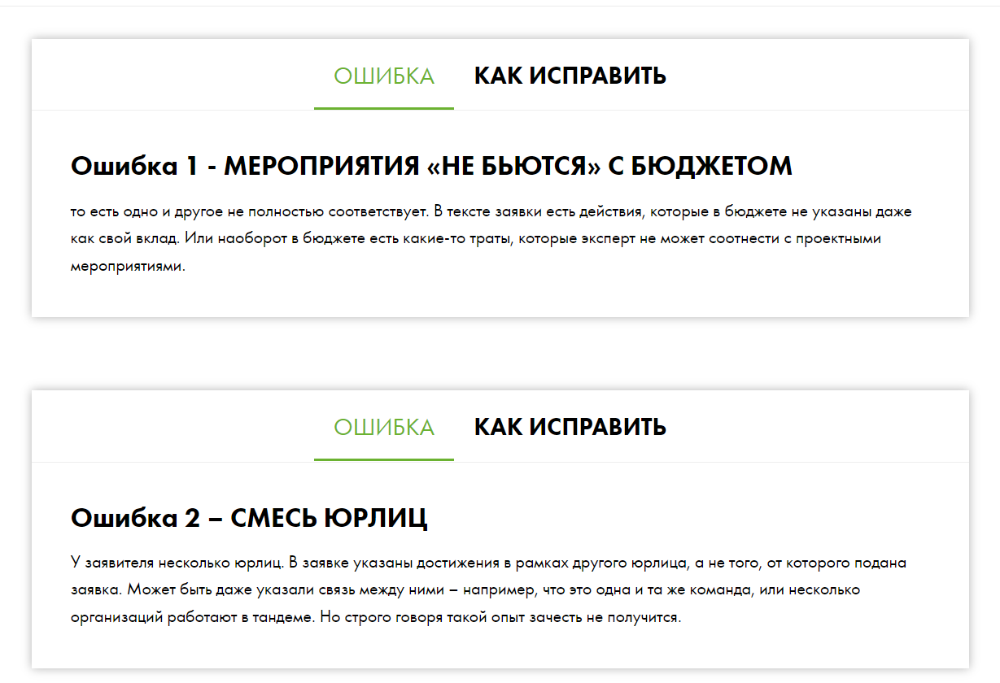 ОШИБКА КАК ИСПРАВИТЬ
Ошибка 1 - МЕРОПРИЯТИЯ «НЕ БЬЮТСЯ» С БЮДЖЕТОМ
то есть одно и другое не полностью соответствует. В тексте заявки есть действия, которые в бюджете не указаны даже
как свой вклад. Или наоборот в бюджете есть какие-то траты, которые эксперт не может соотнести с проектными
мероприятиями.
ОШИБКА КАК ИСПРАВИТЬ
Ошибка 2 – СМЕСЬ ЮРЛИЦ
У заявителя несколько юрлиц. В заявке указаны достижения в рамках другого юрлица, а не того, от которого подана
заявка. Может быть даже указали связь между ними – например, что это одна и та же команда, или несколько
организаций работают в тандеме. Но строго говоря такой опыт зачесть не получится.